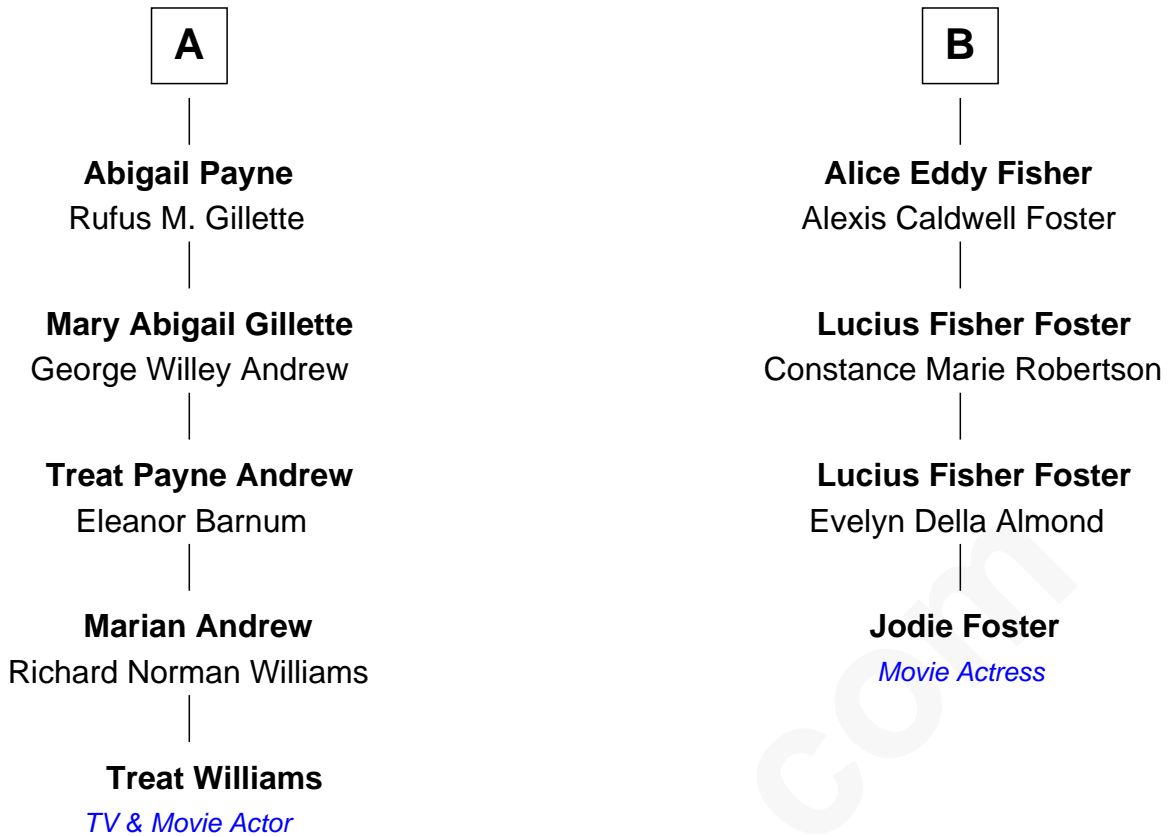 A
Abigail Payne
Rufus M. Gillette
Mary Abigail Gillette
George Willey Andrew
Treat Payne Andrew
Eleanor Barnum
Marian Andrew
Richard Norman Williams
Treat Williams
TV & Movie Actor
B
Alice Eddy Fisher
Alexis Caldwell Foster
Lucius Fisher Foster
Constance Marie Robertson
Lucius Fisher Foster
Evelyn Della Almond
Jodie Foster
Movie Actress
com